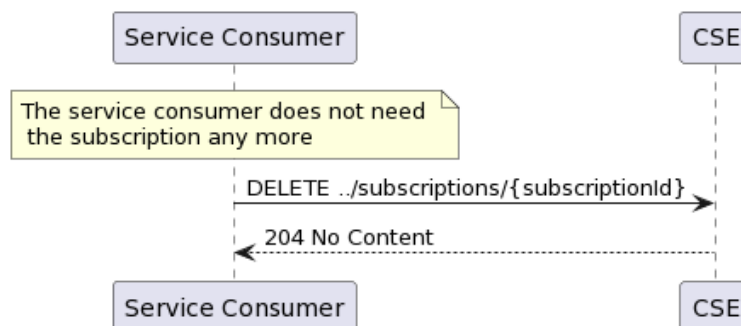 Service Consumer
CSE
The service consumer does not need
the subscription any more
DELETE ../subscriptions/{subscriptionId}
204 No Content
Service Consumer
CSE